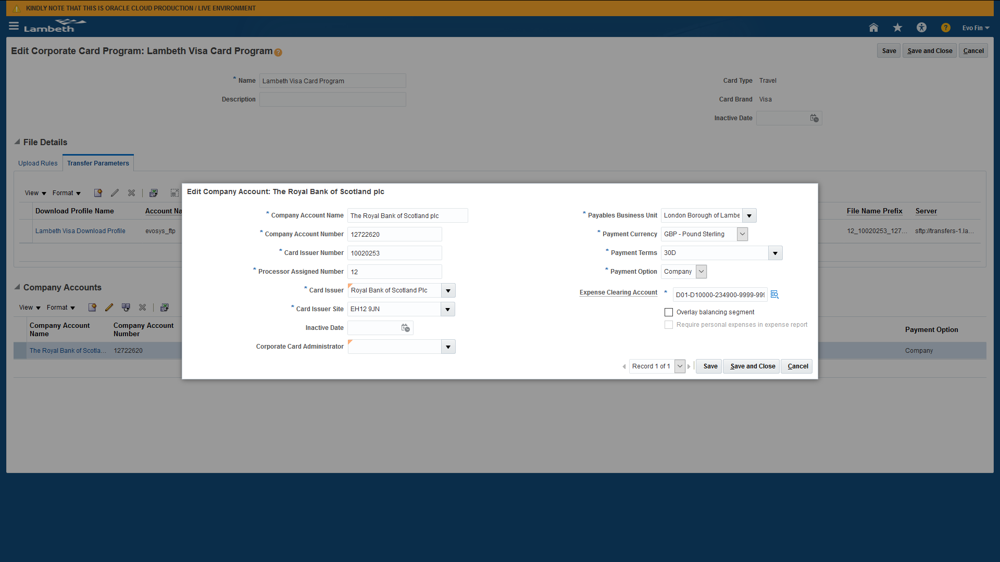 KINDLY NOTE THAT THIS IS ORACLE CLOUD PRODUCTION / LIVE ENVIRONMENT
Lambeth
Evo Fin
Edit Corporate Card Program: Lambeth Visa Card Program
Save
Save and Close
Cancel
* Name Lambeth Visa Card Program
Description
Card Type Travel
Card Brand Visa
Inactive Date
File Details
Upload Rules
Transfer Parameters
View
Format
Download Profile Name
Account Na
File Name Prefix
Server
Lambeth Visa Download Profile
evosys_ftp
12_10020253_127...
sftp://transfers-1.la...
Company Accounts
View
Format
Company Account Name
Company Account Number
Payment Option
The Royal Bank of Scotla...
12722620
Company
Edit Company Account: The Royal Bank of Scotland plc
* Company Account Name The Royal Bank of Scotland plc
* Company Account Number 12722620
* Card Issuer Number 10020253
* Processor Assigned Number 12
* Card Issuer Royal Bank of Scotland Plc
* Card Issuer Site EH12 9JN
Inactive Date
Corporate Card Administrator
* Payables Business Unit London Borough of Lambe
* Payment Currency GBP - Pound Sterling
* Payment Terms 30D
* Payment Option Company
Expense Clearing Account * D01-D10000-234900-9999-999
Overlay balancing segment
Require personal expenses in expense report
Record 1 of 1
Save
Save and Close
Cancel